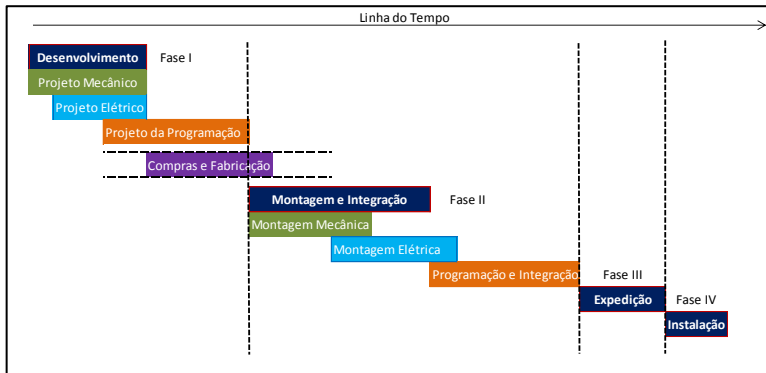 Linha do Tempo
Desenvolvimento Fase I
Projeto Mecânico
Projeto Elétrico
Projeto da Programação
Compras e Fabricação
Montagem e Integração Fase II
Montagem Mecânica
Montagem Elétrica
Programação e Integração Fase III
Expedição Fase IV
Instalação